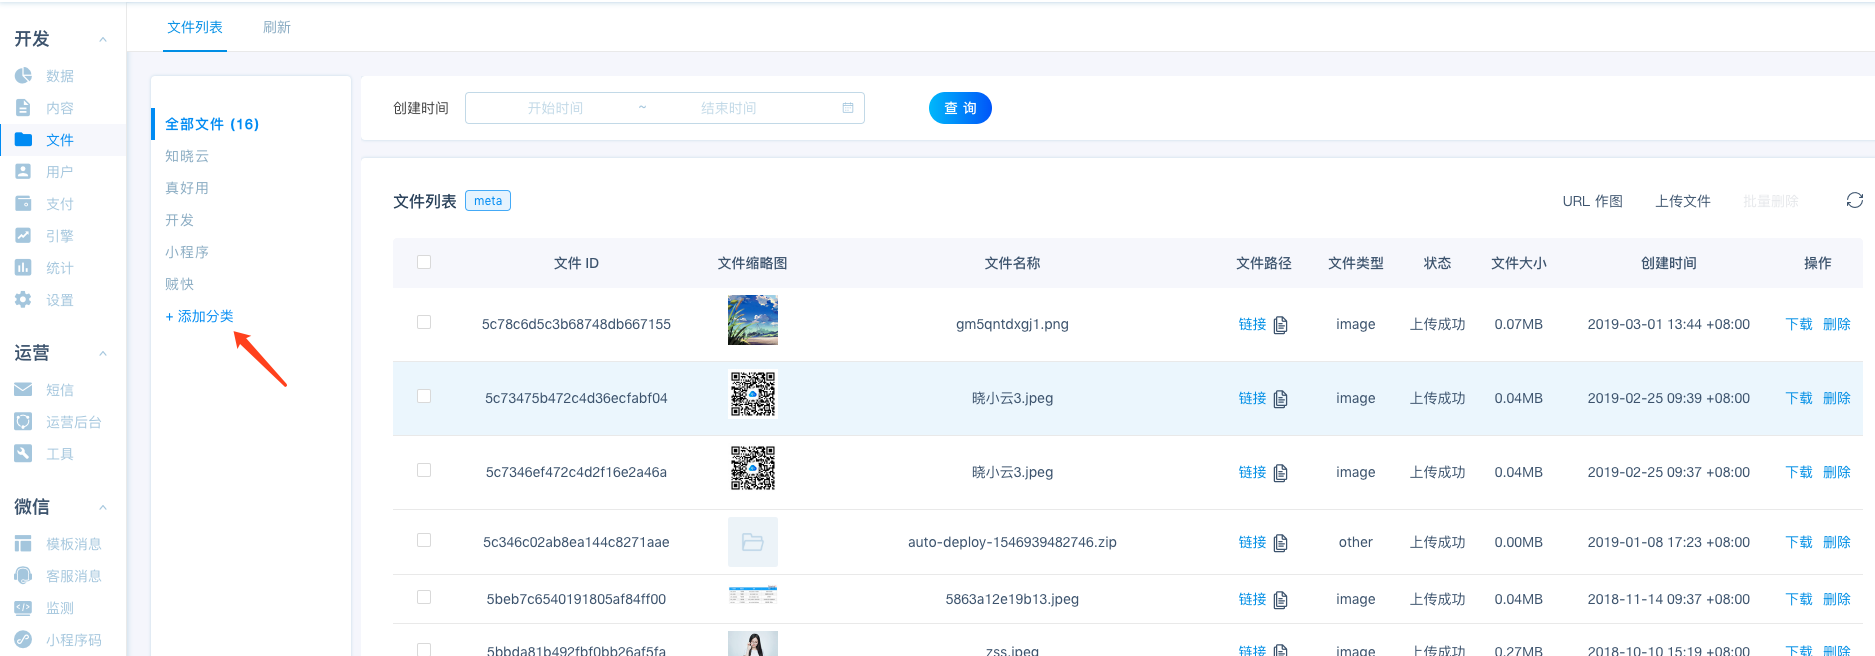 文件列表 刷新
开发
数据
内容
文件
用户
支付
引擎
统计
设置
运营
短信
运营后台
工具
微信
模板消息
客服消息
监测
小程序码
全部文件 (16)
知晓云
真好用
开发
小程序
贼快
+ 添加分类
创建时间 开始时间 ~ 结束时间 查 询
文件列表 meta URL 作图 上传文件 批量删除
文件 ID 文件缩略图 文件名称 文件路径 文件类型 状态 文件大小 创建时间 操作
5c78c6d5c3b68748db667155 gm5qntdxgj1.png 链接 image 上传成功 0.07MB 2019-03-01 13:44 +08:00 下载 删除
5c73475b472c4d36ecfabf04 晓小云3.jpeg 链接 image 上传成功 0.04MB 2019-02-25 09:39 +08:00 下载 删除
5c7346ef472c4d2f16e2a46a 晓小云3.jpeg 链接 image 上传成功 0.04MB 2019-02-25 09:37 +08:00 下载 删除
5c346c02ab8ea144c8271aae auto-deploy-1546939482746.zip 链接 other 上传成功 0.00MB 2019-01-08 17:23 +08:00 下载 删除
5beb7c6540191805af84ff00 5863a12e19b13.jpeg 链接 image 上传成功 0.04MB 2018-11-14 09:37 +08:00 下载 删除
5bbda81b492fbf0bb26af5fa zss.jpeg 链接 image 上传成功 0.27MB 2018-10-10 15:19 +08:00 下载 删除